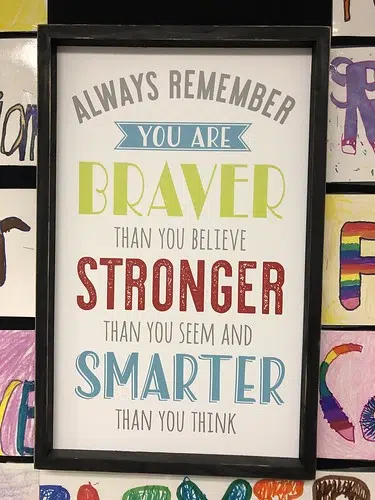 ALWAYS REMEMBER
YOU ARE
BRAVER
THAN YOU BELIEVE
STRONGER
THAN YOU SEEM AND
SMARTER
THAN YOU THINK